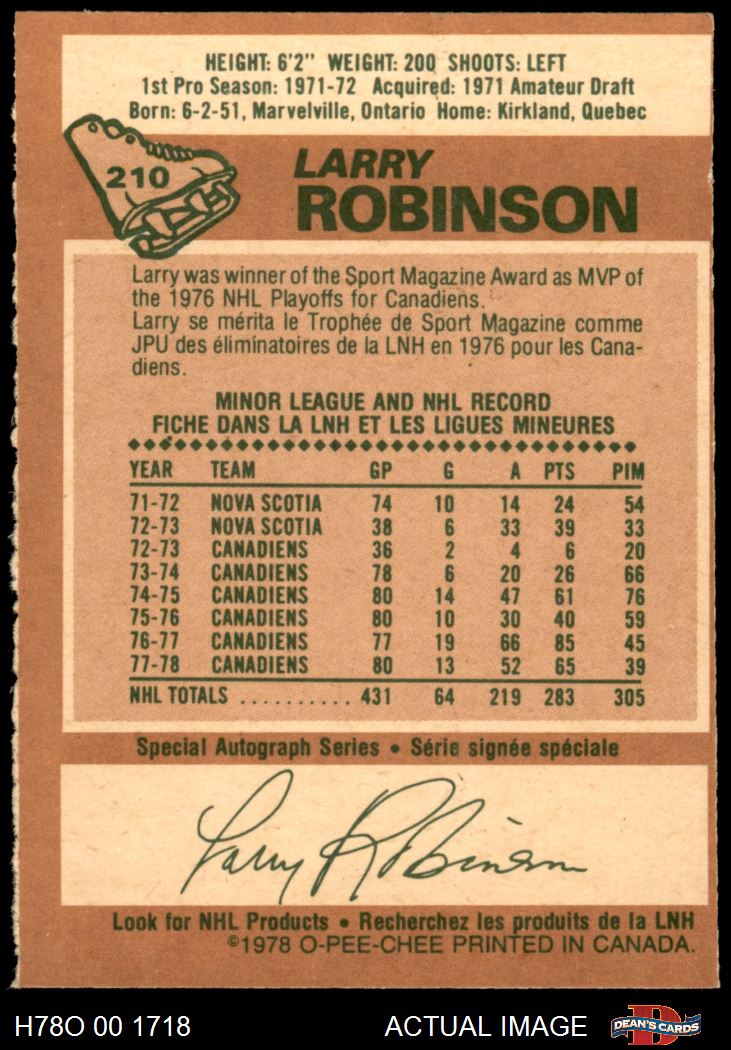 HEIGHT: 6'2" WEIGHT: 200 SHOOTS: LEFT
1st Pro Season: 1971-72 Acquired: 1971 Amateur Draft
Born: 6-2-51, Marvelville, Ontario Home: Kirkland, Quebec
210
LARRY
ROBINSON
Larry was winner of the Sport Magazine Award as MVP of
the 1976 NHL Playoffs for Canadiens.
Larry se mérita le Trophée de Sport Magazine comme
JPU des éliminatoires de la LNH en 1976 pour les Cana-
diens.
MINOR LEAGUE AND NHL RECORD
FICHE DANS LA LNH ET LES LIGUES MINEURES
YEAR TEAM GP G A PTS PIM
71-72 NOVA SCOTIA 74 10 14 24 54
72-73 NOVA SCOTIA 38 6 33 39 33
72-73 CANADIENS 36 2 4 6 20
73-74 CANADIENS 78 6 20 26 66
74-75 CANADIENS 80 14 47 61 76
75-76 CANADIENS 80 10 30 40 59
76-77 CANADIENS 77 19 66 85 45
77-78 CANADIENS 80 13 52 65 39
NHL TOTALS .......... 431 64 219 283 305
Special Autograph Series • Série signée spéciale
Larry Robinson
Look for NHL Products • Recherchez les produits de la LNH
©1978 O-PEE-CHEE PRINTED IN CANADA.
H78O 00 1718 ACTUAL IMAGE D DEAN'S CARDS